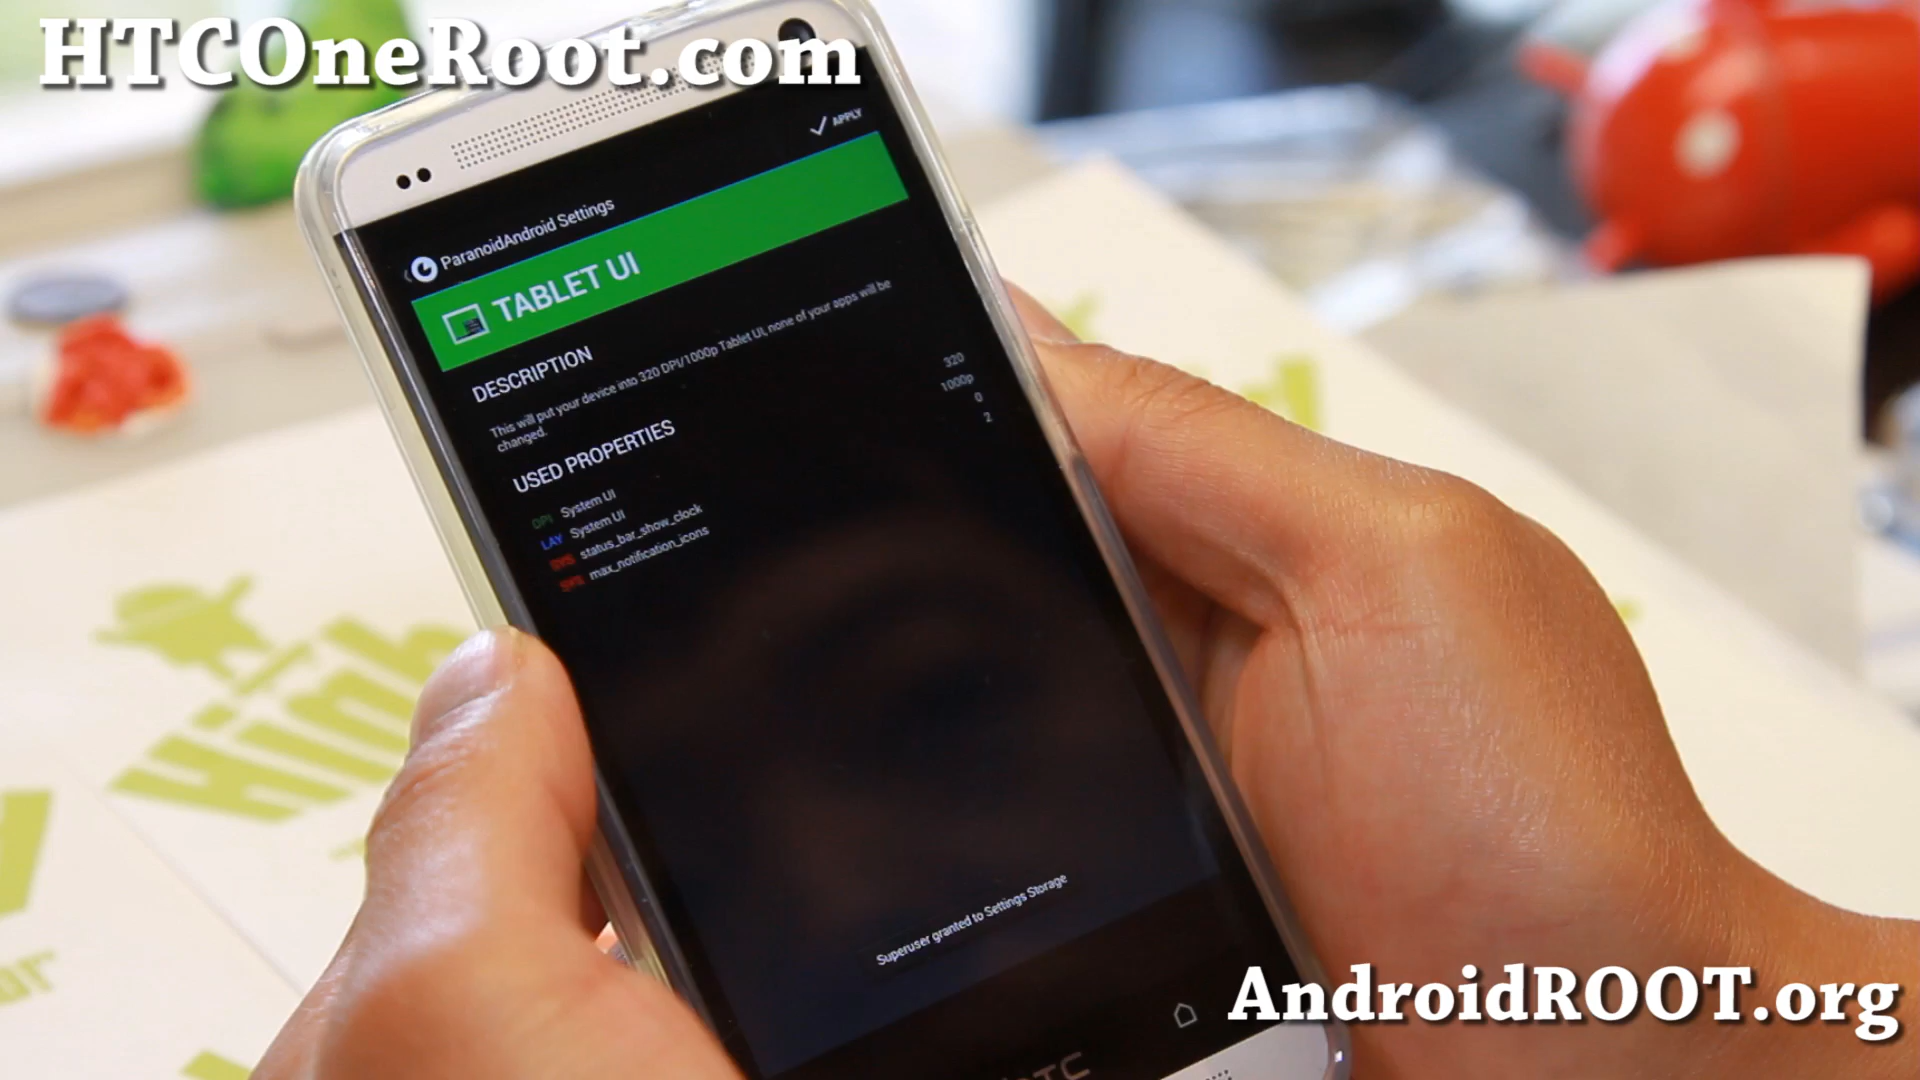 HTCOneRoot.com
APPLY
ParanoidAndroid Settings
TABLET UI
DESCRIPTION
This will put your device into 320 DPI/1000p Tablet UI, none of your apps will be
changed.
USED PROPERTIES
DPI System UI 320
LAY System UI 1000p
SYS status_bar_show_clock 0
SYS max_notification_icons 2
Superuser granted to Settings Storage
AndroidROOT.org